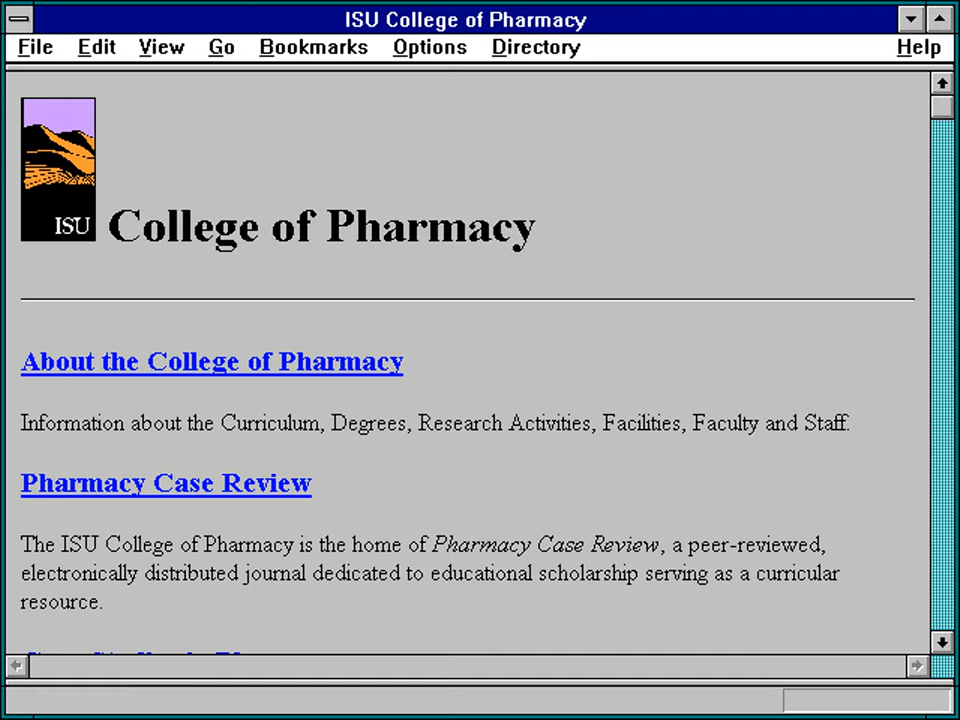 ISU College of Pharmacy
File Edit View Go Bookmarks Options Directory Help
ISU College of Pharmacy
About the College of Pharmacy
Information about the Curriculum, Degrees, Research Activities, Facilities, Faculty and Staff.
Pharmacy Case Review
The ISU College of Pharmacy is the home of Pharmacy Case Review, a peer-reviewed,
electronically distributed journal dedicated to educational scholarship serving as a curricular
resource.